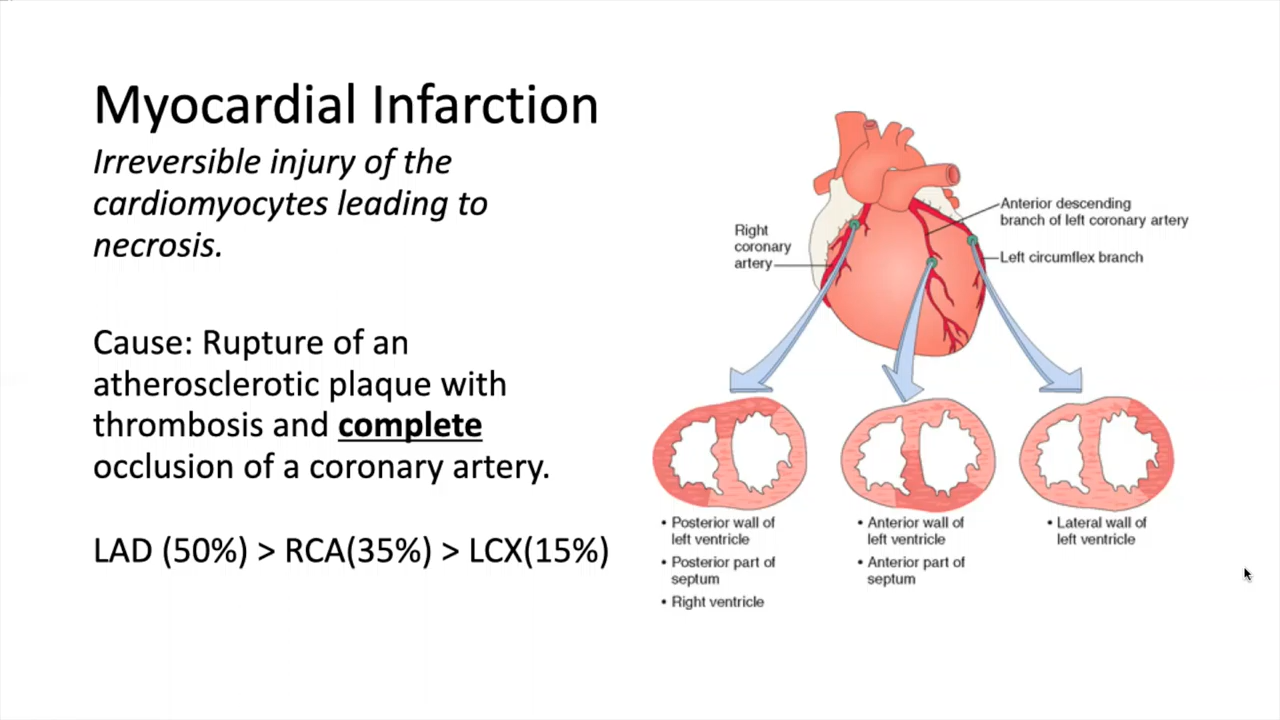 Myocardial Infarction
Irreversible injury of the
cardiomyocytes leading to
necrosis.
Cause: Rupture of an
atherosclerotic plaque with
thrombosis and complete
occlusion of a coronary artery.
LAD (50%) > RCA(35%) > LCX(15%)
Right
coronary
artery
Anterior descending
branch of left coronary artery
Left circumflex branch
• Posterior wall of
left ventricle
• Posterior part of
septum
• Right ventricle
• Anterior wall of
left ventricle
• Anterior part of
septum
• Lateral wall of
left ventricle